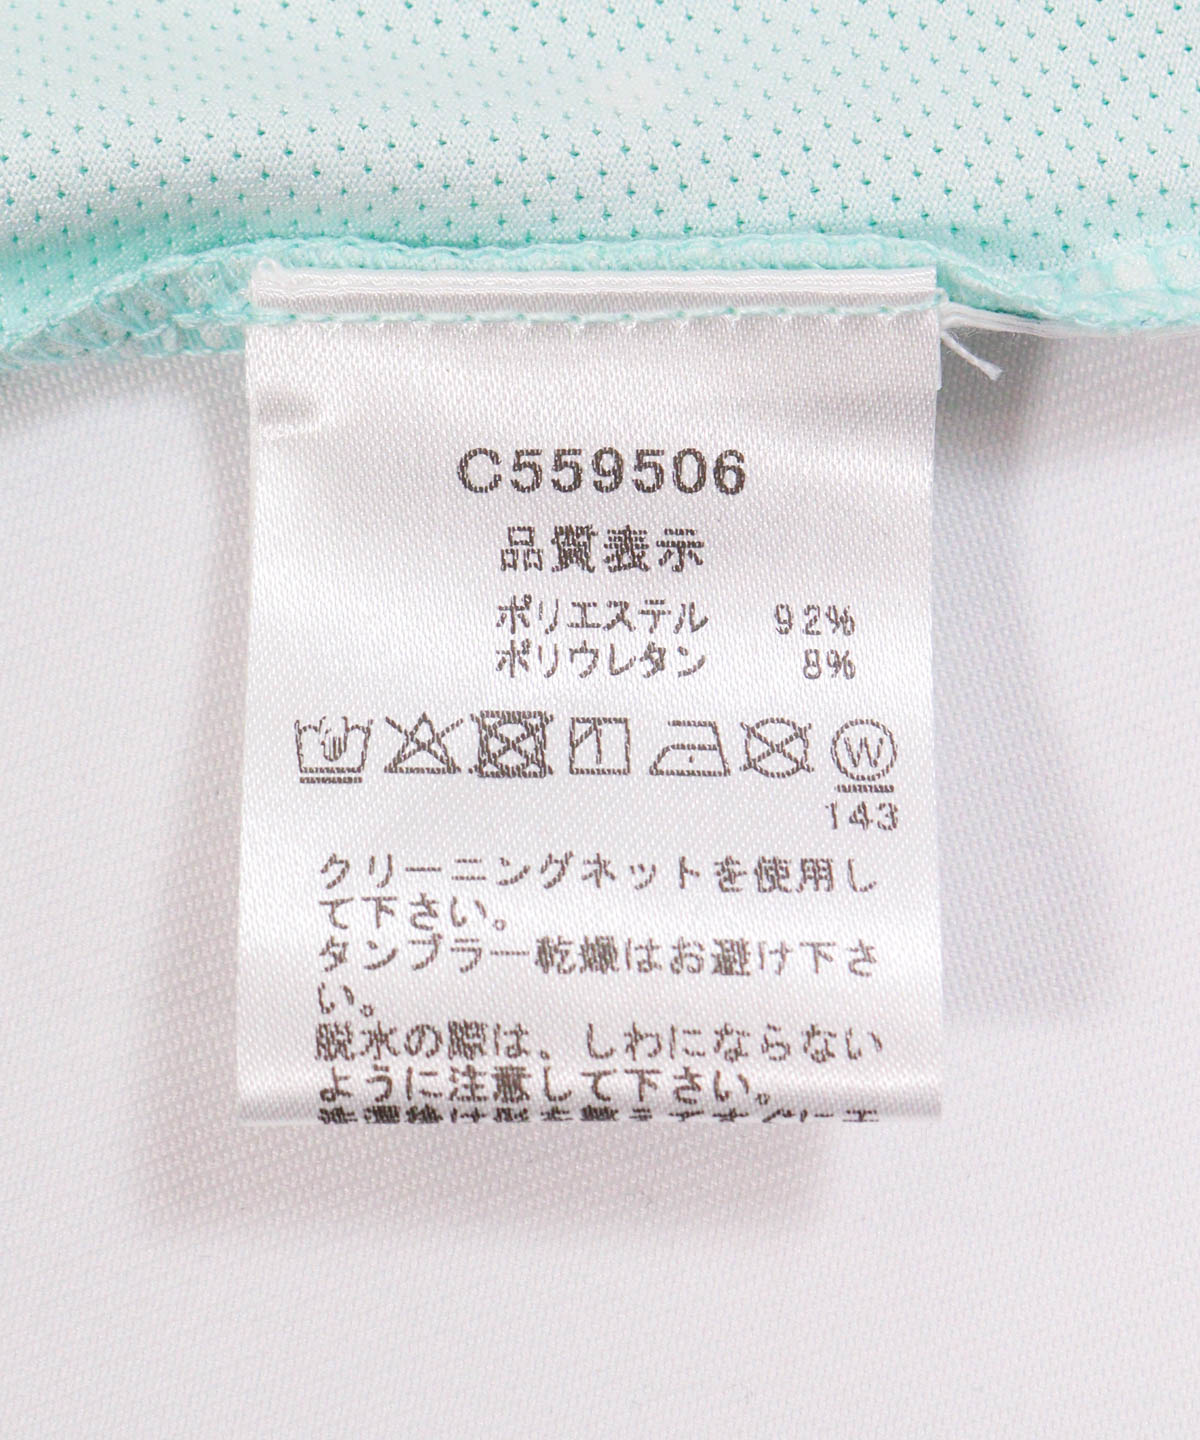 C559506
品質表示
ポリエステル 92%
ポリウレタン 8%
W
143
クリーニングネットを使用し
て下さい。
タンブラー乾燥はお避け下さ
い。
脱水の際は、しわにならない
ように注意して下さい。